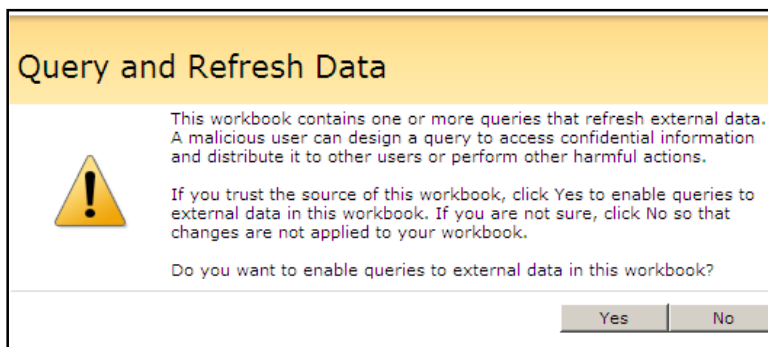 Query and Refresh Data
This workbook contains one or more queries that refresh external data.
A malicious user can design a query to access confidential information
and distribute it to other users or perform other harmful actions.
If you trust the source of this workbook, click Yes to enable queries to
external data in this workbook. If you are not sure, click No so that
changes are not applied to your workbook.
Do you want to enable queries to external data in this workbook?
Yes No